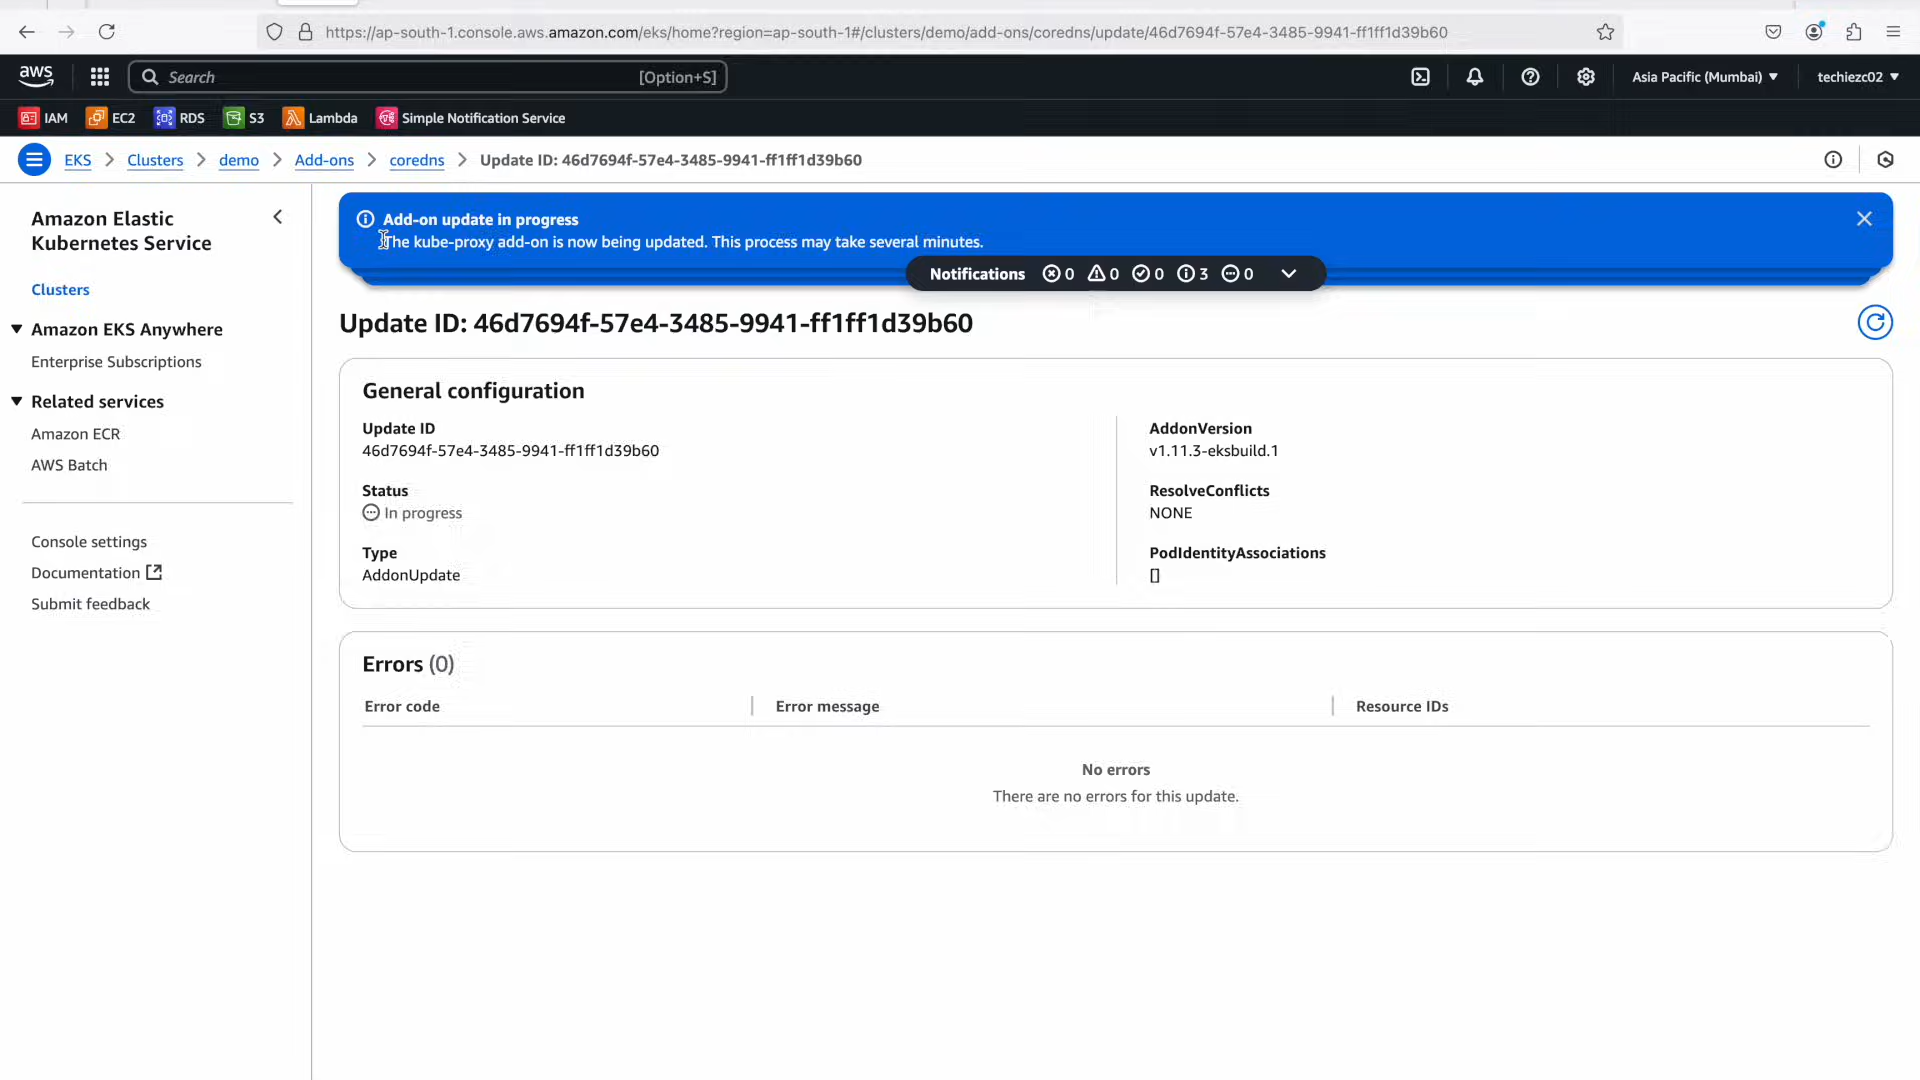 https://ap-south-1.console.aws.amazon.com/eks/home?region=ap-south-1#/clusters/demo/add-ons/coredns/update/46d7694f-57e4-3485-9941-ff1ff1d39b60
aws
Search [Option+S]
Asia Pacific (Mumbai)
techiezc02
IAM EC2 RDS S3 Lambda Simple Notification Service
EKS Clusters demo Add-ons coredns Update ID: 46d7694f-57e4-3485-9941-ff1ff1d39b60
Amazon Elastic
Kubernetes Service
Clusters
Amazon EKS Anywhere
Enterprise Subscriptions
Related services
Amazon ECR
AWS Batch
Console settings
Documentation
Submit feedback
Add-on update in progress
The kube-proxy add-on is now being updated. This process may take several minutes.
Notifications 0 0 0 3 0
Update ID: 46d7694f-57e4-3485-9941-ff1ff1d39b60
General configuration
Update ID
46d7694f-57e4-3485-9941-ff1ff1d39b60
Status
In progress
Type
AddonUpdate
AddonVersion
v1.11.3-eksbuild.1
ResolveConflicts
NONE
PodIdentityAssociations
[]
Errors (0)
Error code Error message Resource IDs
No errors
There are no errors for this update.